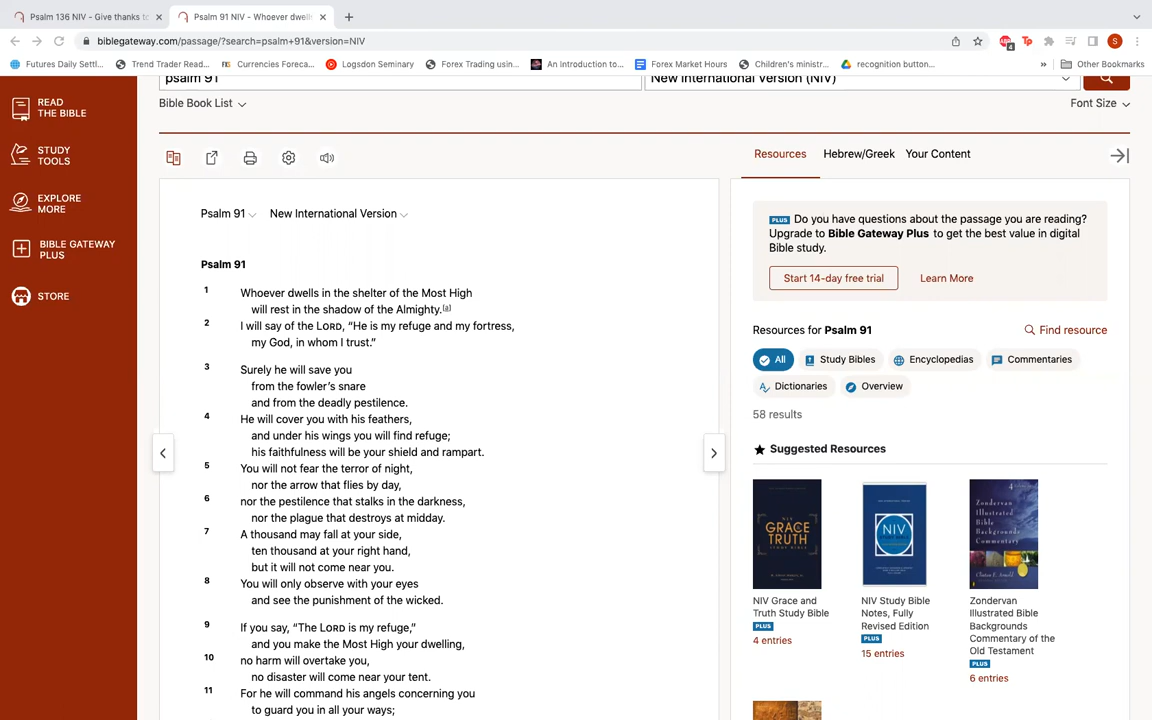 Psalm 136 NIV - Give thanks to
Psalm 91 NIV - Whoever dwells
biblegateway.com/passage/?search=psalm+91&version=NIV
4
S
Futures Daily Settl...
Trend Trader Read...
Currencies Foreca...
Logsdon Seminary
Forex Trading usin...
An Introduction to...
Forex Market Hours
Children's ministr...
recognition button...
»
Other Bookmarks
psalm 91
New International Version (NIV)
Bible Book List
Font Size
READ
THE BIBLE
STUDY
TOOLS
EXPLORE
MORE
BIBLE GATEWAY
PLUS
STORE
Psalm 91
New International Version
Psalm 91
1 Whoever dwells in the shelter of the Most High
will rest in the shadow of the Almighty.[a]
2 I will say of the LORD, “He is my refuge and my fortress,
my God, in whom I trust.”
3 Surely he will save you
from the fowler’s snare
and from the deadly pestilence.
4 He will cover you with his feathers,
and under his wings you will find refuge;
his faithfulness will be your shield and rampart.
5 You will not fear the terror of night,
nor the arrow that flies by day,
6 nor the pestilence that stalks in the darkness,
nor the plague that destroys at midday.
7 A thousand may fall at your side,
ten thousand at your right hand,
but it will not come near you.
8 You will only observe with your eyes
and see the punishment of the wicked.
9 If you say, “The LORD is my refuge,”
and you make the Most High your dwelling,
10 no harm will overtake you,
no disaster will come near your tent.
11 For he will command his angels concerning you
to guard you in all your ways;
Resources
Hebrew/Greek
Your Content
PLUS Do you have questions about the passage you are reading?
Upgrade to Bible Gateway Plus to get the best value in digital
Bible study.
Start 14-day free trial
Learn More
Resources for Psalm 91
Find resource
All
Study Bibles
Encyclopedias
Commentaries
Dictionaries
Overview
58 results
Suggested Resources
NIV
GRACE
TRUTH
STUDY BIBLE
NIV Grace and
Truth Study Bible
PLUS
4 entries
NIV
NIV Study Bible
Notes, Fully
Revised Edition
PLUS
15 entries
4
Zondervan
Illustrated
Bible
Backgrounds
Commentary
Zondervan
Illustrated Bible
Backgrounds
Commentary of the
Old Testament
PLUS
6 entries